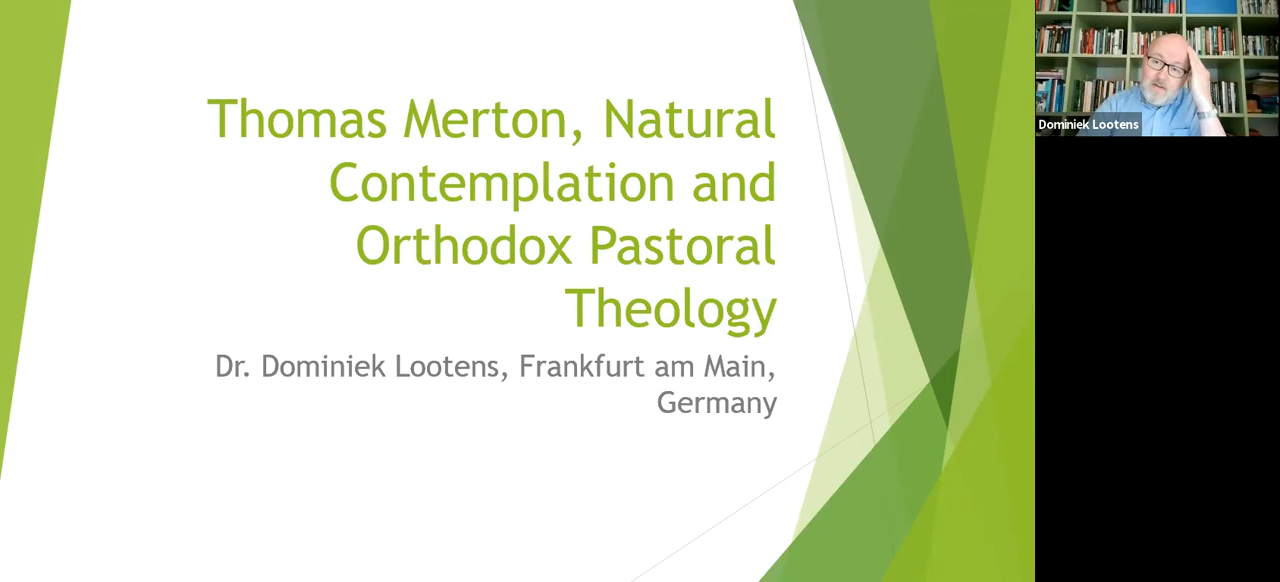 Thomas Merton, Natural
Contemplation and
Orthodox Pastoral
Theology
Dr. Dominiek Lootens, Frankfurt am Main,
Germany
Dominiek Lootens